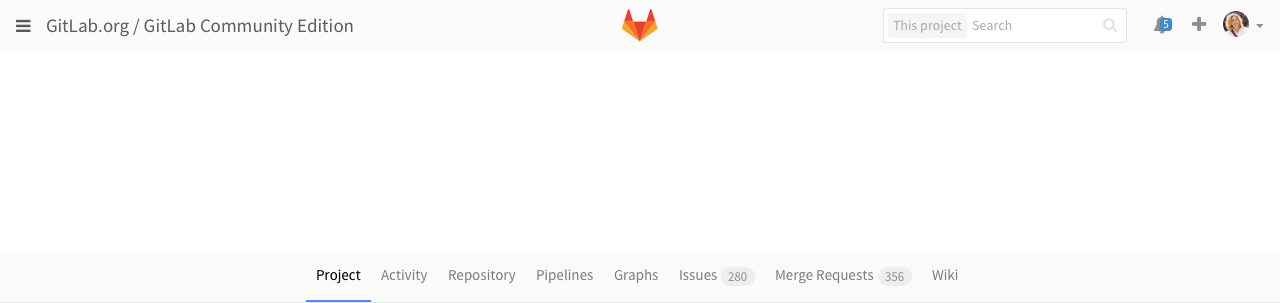 GitLab.org / GitLab Community Edition This project Search 5
Project Activity Repository Pipelines Graphs Issues 280 Merge Requests 356 Wiki